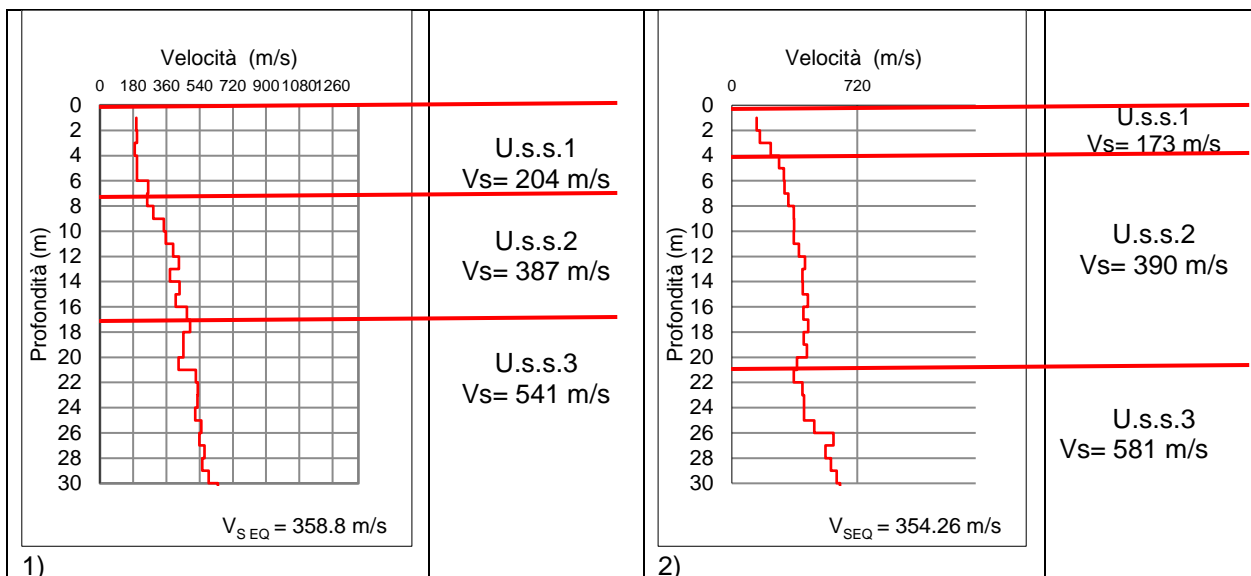 Velocità (m/s)
0 180 360 540 720 900 1080 1260
Profondità (m)
0
2
4
6
8
10
12
14
16
18
20
22
24
26
28
30
V S EQ = 358.8 m/s
1)
U.s.s.1
Vs= 204 m/s
U.s.s.2
Vs= 387 m/s
U.s.s.3
Vs= 541 m/s
Velocità (m/s)
0 720
Profondità (m)
0
2
4
6
8
10
12
14
16
18
20
22
24
26
28
30
VSEQ = 354.26 m/s
2)
U.s.s.1
Vs= 173 m/s
U.s.s.2
Vs= 390 m/s
U.s.s.3
Vs= 581 m/s